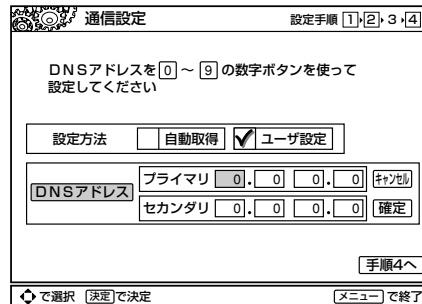 通信設定 設定手順 1 2 3 4
DNSアドレスを 0 ~ 9 の数字ボタンを使って
設定してください
設定方法 自動取得 ユーザ設定
DNSアドレス
プライマリ 0. 0 0. 0 キャンセル
セカンダリ 0. 0 0. 0 確定
手順4へ
で選択 決定 で決定 メニュー で終了